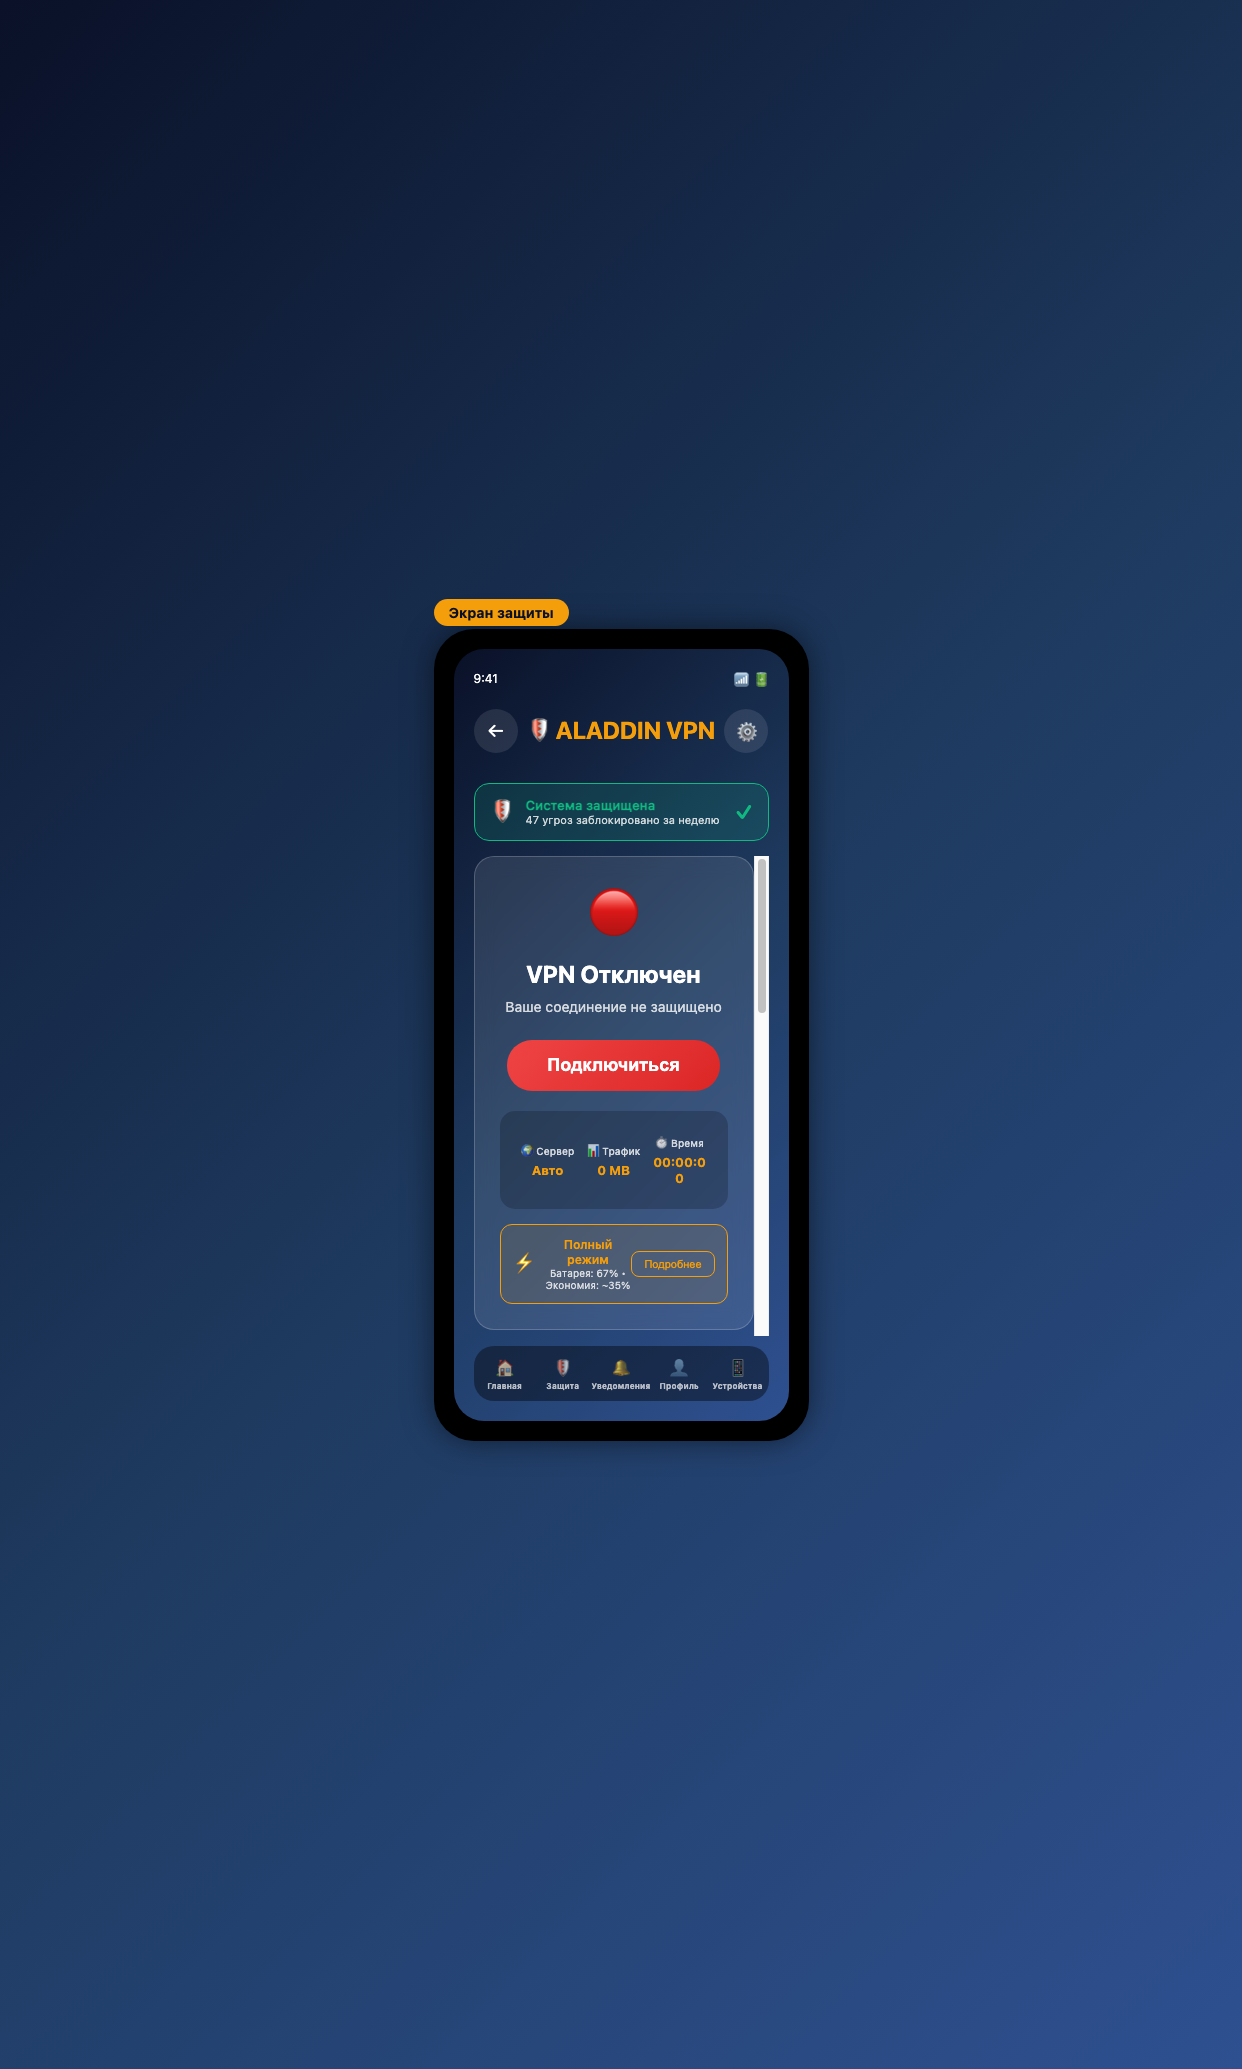 Экран защиты
9:41
ALADDIN VPN
Система защищена
47 угроз заблокировано за неделю
VPN Отключен
Ваше соединение не защищено
Подключиться
Сервер
Авто
Трафик
0 MB
Время
00:00:0
0
Полный
режим
Батарея: 67% •
Экономия: ~35%
Подробнее
Главная
Защита
Уведомления
Профиль
Устройства